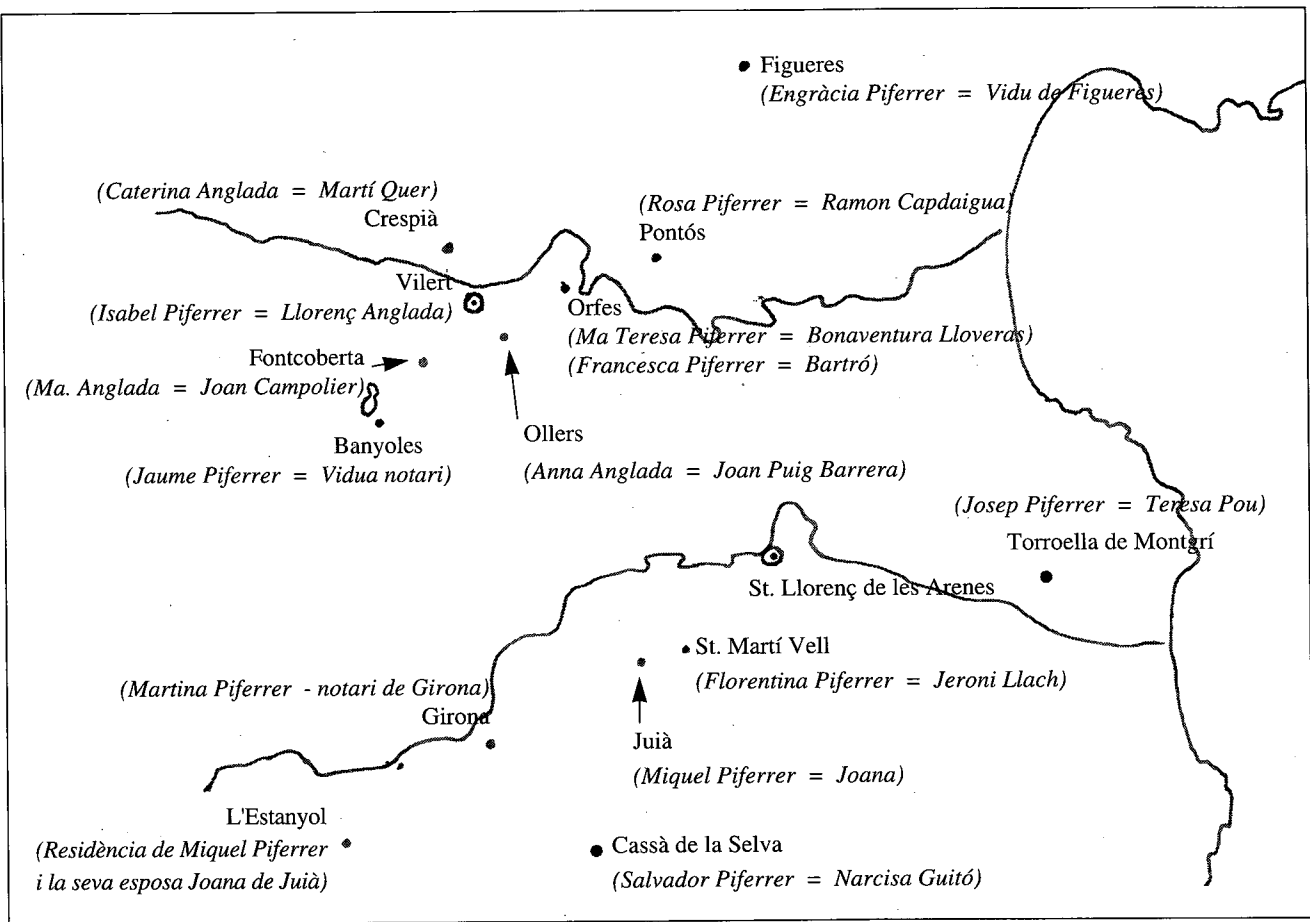 Figueres
(Engràcia Piferrer = Vidu de Figueres)
(Caterina Anglada = Martí Quer)
Crespià
(Rosa Piferrer = Ramon Capdaigua)
Pontós
Vilert
(Isabel Piferrer = Llorenç Anglada)
Orfes
(Ma Teresa Piferrer = Bonaventura Lloveras)
(Francesca Piferrer = Bartró)
Fontcoberta
(Ma. Anglada = Joan Campolier)
Banyoles
(Jaume Piferrer = Vidua notari)
Ollers
(Anna Anglada = Joan Puig Barrera)
(Josep Piferrer = Teresa Pou)
Torroella de Montgrí
St. Llorenç de les Arenes
St. Martí Vell
(Florentina Piferrer = Jeroni Llach)
(Martina Piferrer - notari de Girona)
Girona
Juià
(Miquel Piferrer = Joana)
L'Estanyol
(Residència de Miquel Piferrer
i la seva esposa Joana de Juià)
Cassà de la Selva
(Salvador Piferrer = Narcisa Guitó)